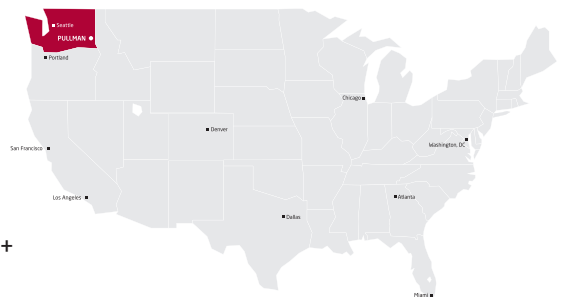 Seattle
PULLMAN
Portland
Chicago
Denver
Washington, DC
San Francisco
Los Angeles
Atlanta
Dallas
+
Miami